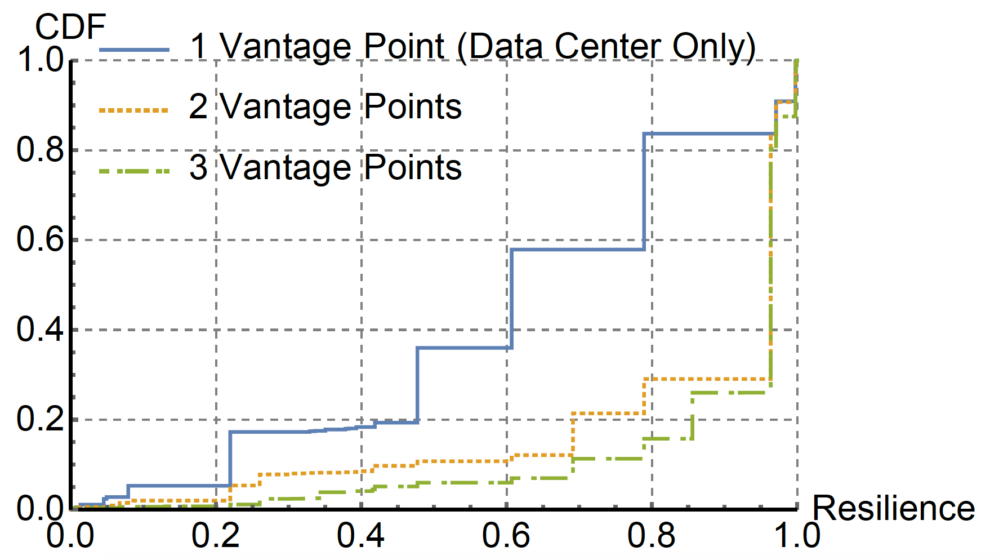 CDF
1 Vantage Point (Data Center Only)
2 Vantage Points
3 Vantage Points
1.0
0.8
0.6
0.4
0.2
0.0
0.0 0.2 0.4 0.6 0.8 1.0
Resilience